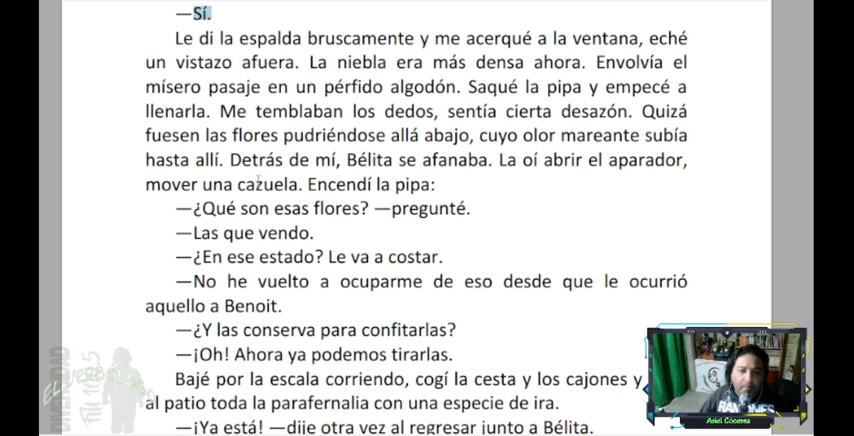 —Sí.
Le di la espalda bruscamente y me acerqué a la ventana, eché
un vistazo afuera. La niebla era más densa ahora. Envolvía el
mísero pasaje en un pérfido algodón. Saqué la pipa y empecé a
llenarla. Me temblaban los dedos, sentía cierta desazón. Quizá
fuesen las flores pudriéndose allá abajo, cuyo olor mareante subía
hasta allí. Detrás de mí, Bélita se afanaba. La oí abrir el aparador,
mover una cazuela. Encendí la pipa:
—¿Qué son esas flores? —pregunté.
—Las que vendo.
—¿En ese estado? Le va a costar.
—No he vuelto a ocuparme de eso desde que le ocurrió
aquello a Benoit.
—¿Y las conserva para confitarlas?
—¡Oh! Ahora ya podemos tirarlas.
Bajé por la escala corriendo, cogí la cesta y los cajones y
al patio toda la parafernalia con una especie de ira.
—¡Ya está! —dije otra vez al regresar junto a Bélita.
DIVERSIDAD
Ariel Cáceres